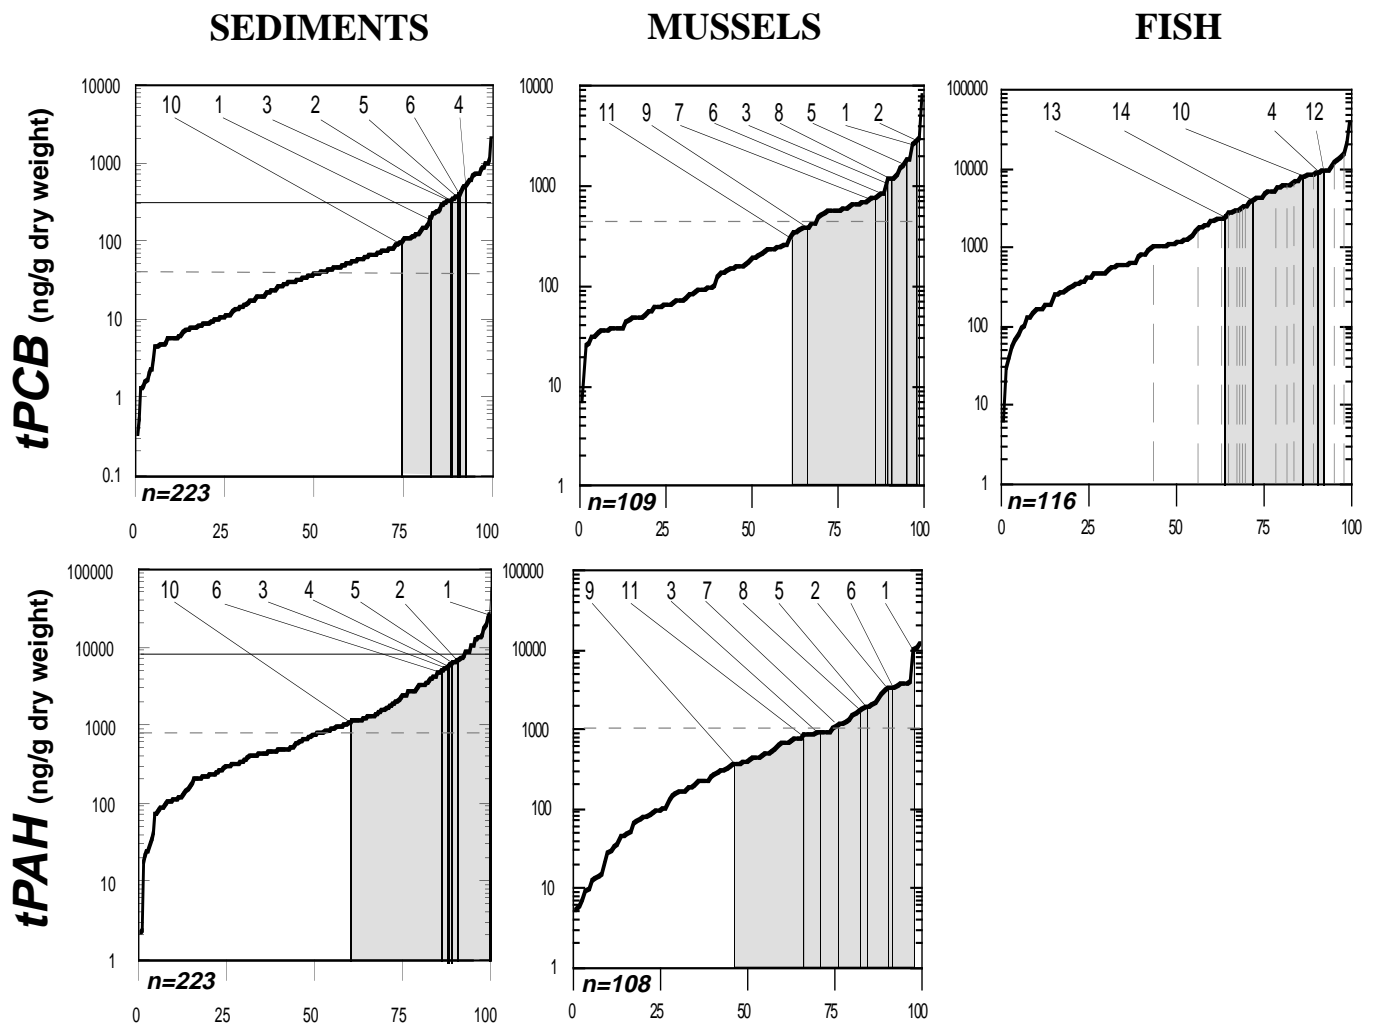 SEDIMENTS MUSSELS FISH
tPCB (ng/g dry weight)
10000
1000
100
10
1
0.1
10 1 3 2 5 6 4
n=223
0 25 50 75 100
10000
1000
100
10
1
11 9 7 6 3 8 5 1 2
n=109
0 25 50 75 100
100000
10000
1000
100
10
1
13 14 10 4 12
n=116
0 25 50 75 100
tPAH (ng/g dry weight)
100000
10000
1000
100
10
1
10 6 3 4 5 2 1
n=223
0 25 50 75 100
100000
10000
1000
100
10
1
9 11 3 7 8 5 2 6 1
n=108
0 25 50 75 100